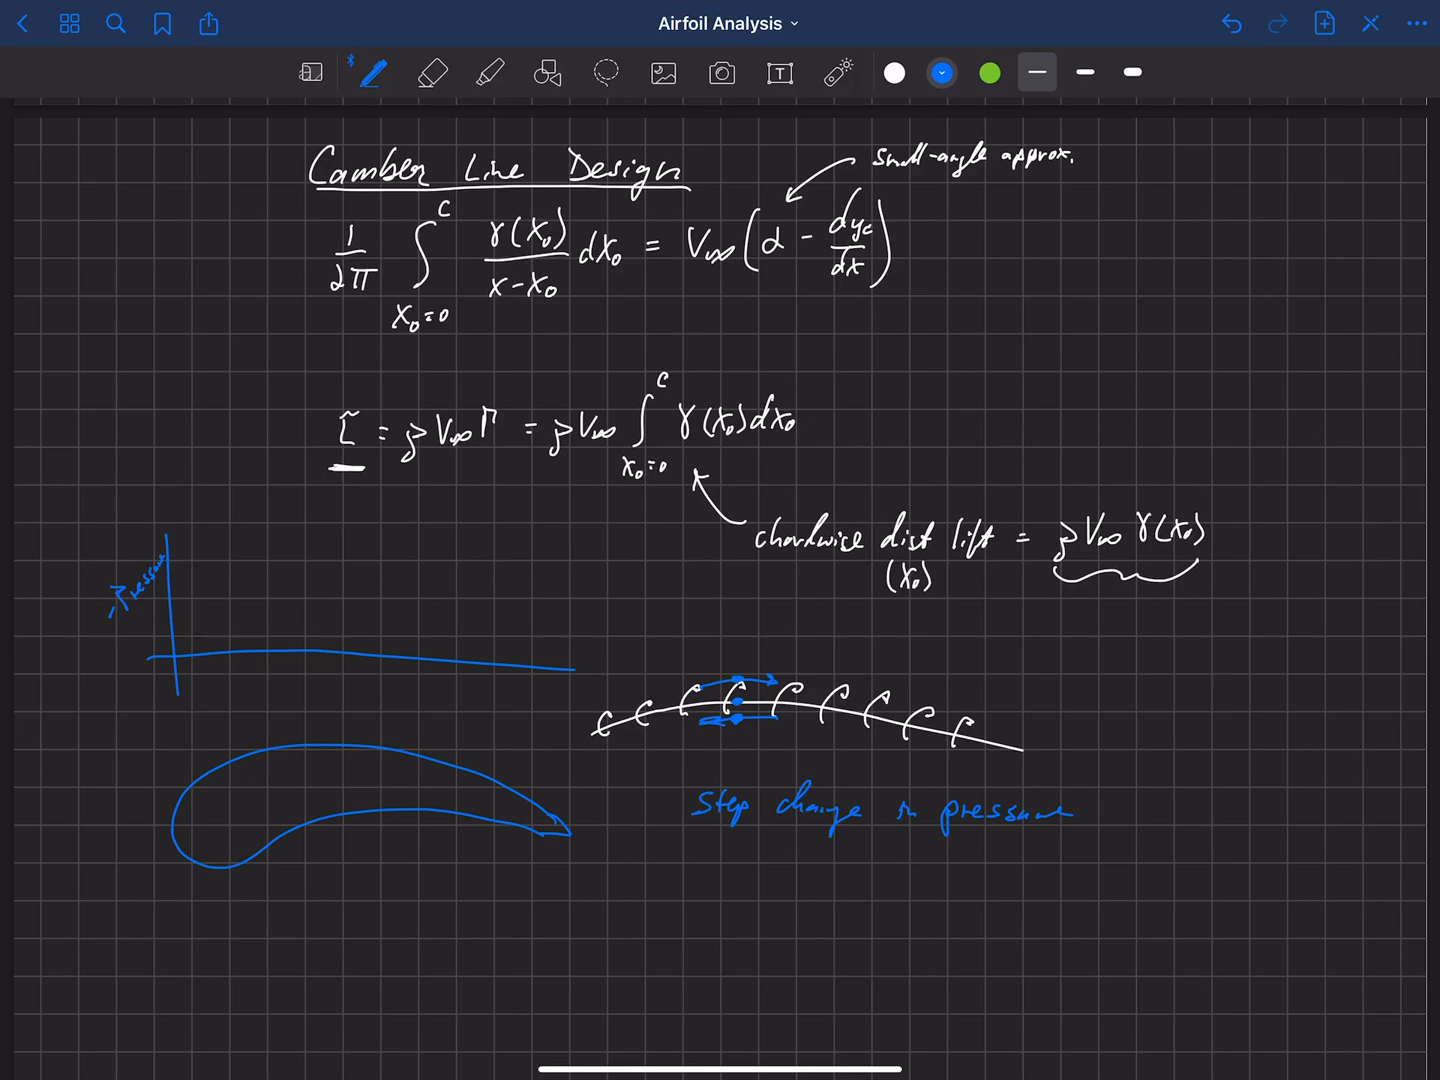 Airfoil Analysis
Camber Line Design
small-angle approx.
1/2π ∫_{x₀=0}^{c} γ(x₀)/(x-x₀) dx₀ = V∞(α - dy_c/dx)
L̃ = ρV∞Γ = ρV∞ ∫_{x₀=0}^{c} γ(x₀)dx₀
chordwise dist lift = ρV∞ γ(x₀)
(x₀)
Pressure
Step change in pressure